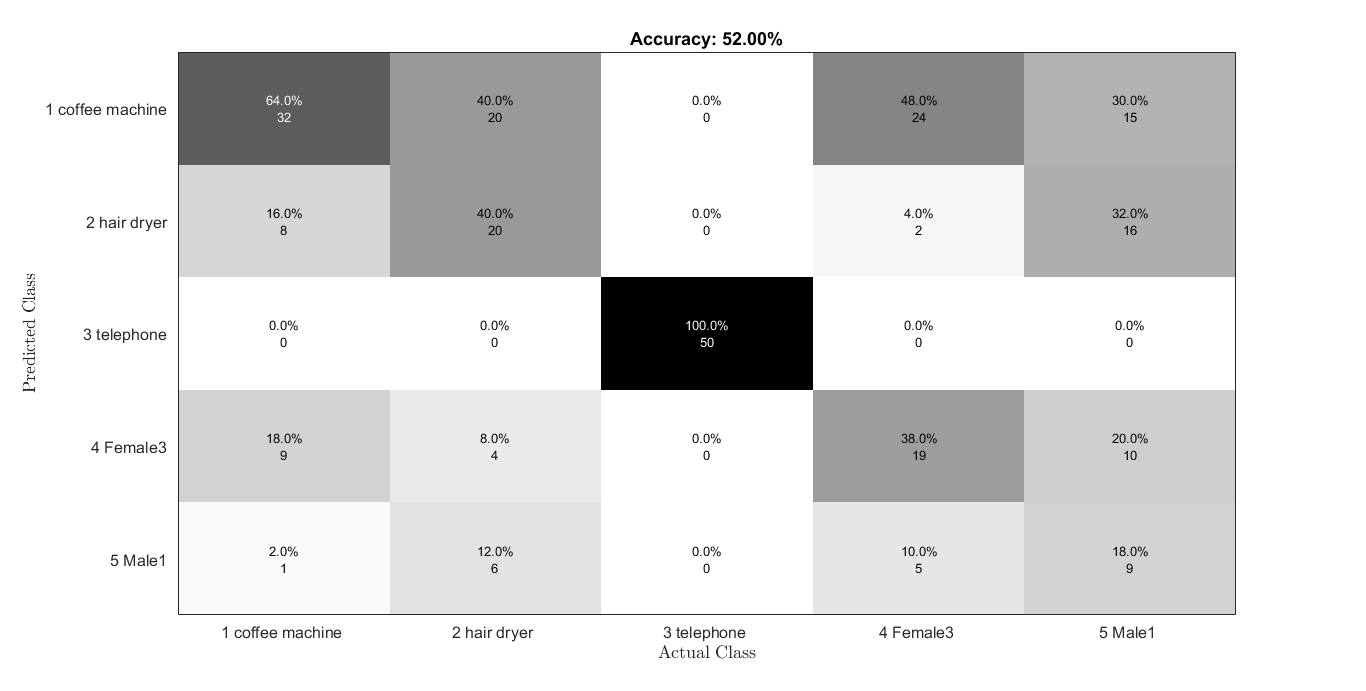 Accuracy: 52.00%
1 coffee machine
64.0% 40.0% 0.0% 48.0% 30.0%
32 20 0 24 15
2 hair dryer
16.0% 40.0% 0.0% 4.0% 32.0%
8 20 0 2 16
Predicted Class
3 telephone
0.0% 0.0% 100.0% 0.0% 0.0%
0 0 50 0 0
4 Female3
18.0% 8.0% 0.0% 38.0% 20.0%
9 4 0 19 10
5 Male1
2.0% 12.0% 0.0% 10.0% 18.0%
1 6 0 5 9
1 coffee machine 2 hair dryer 3 telephone 4 Female3 5 Male1
Actual Class